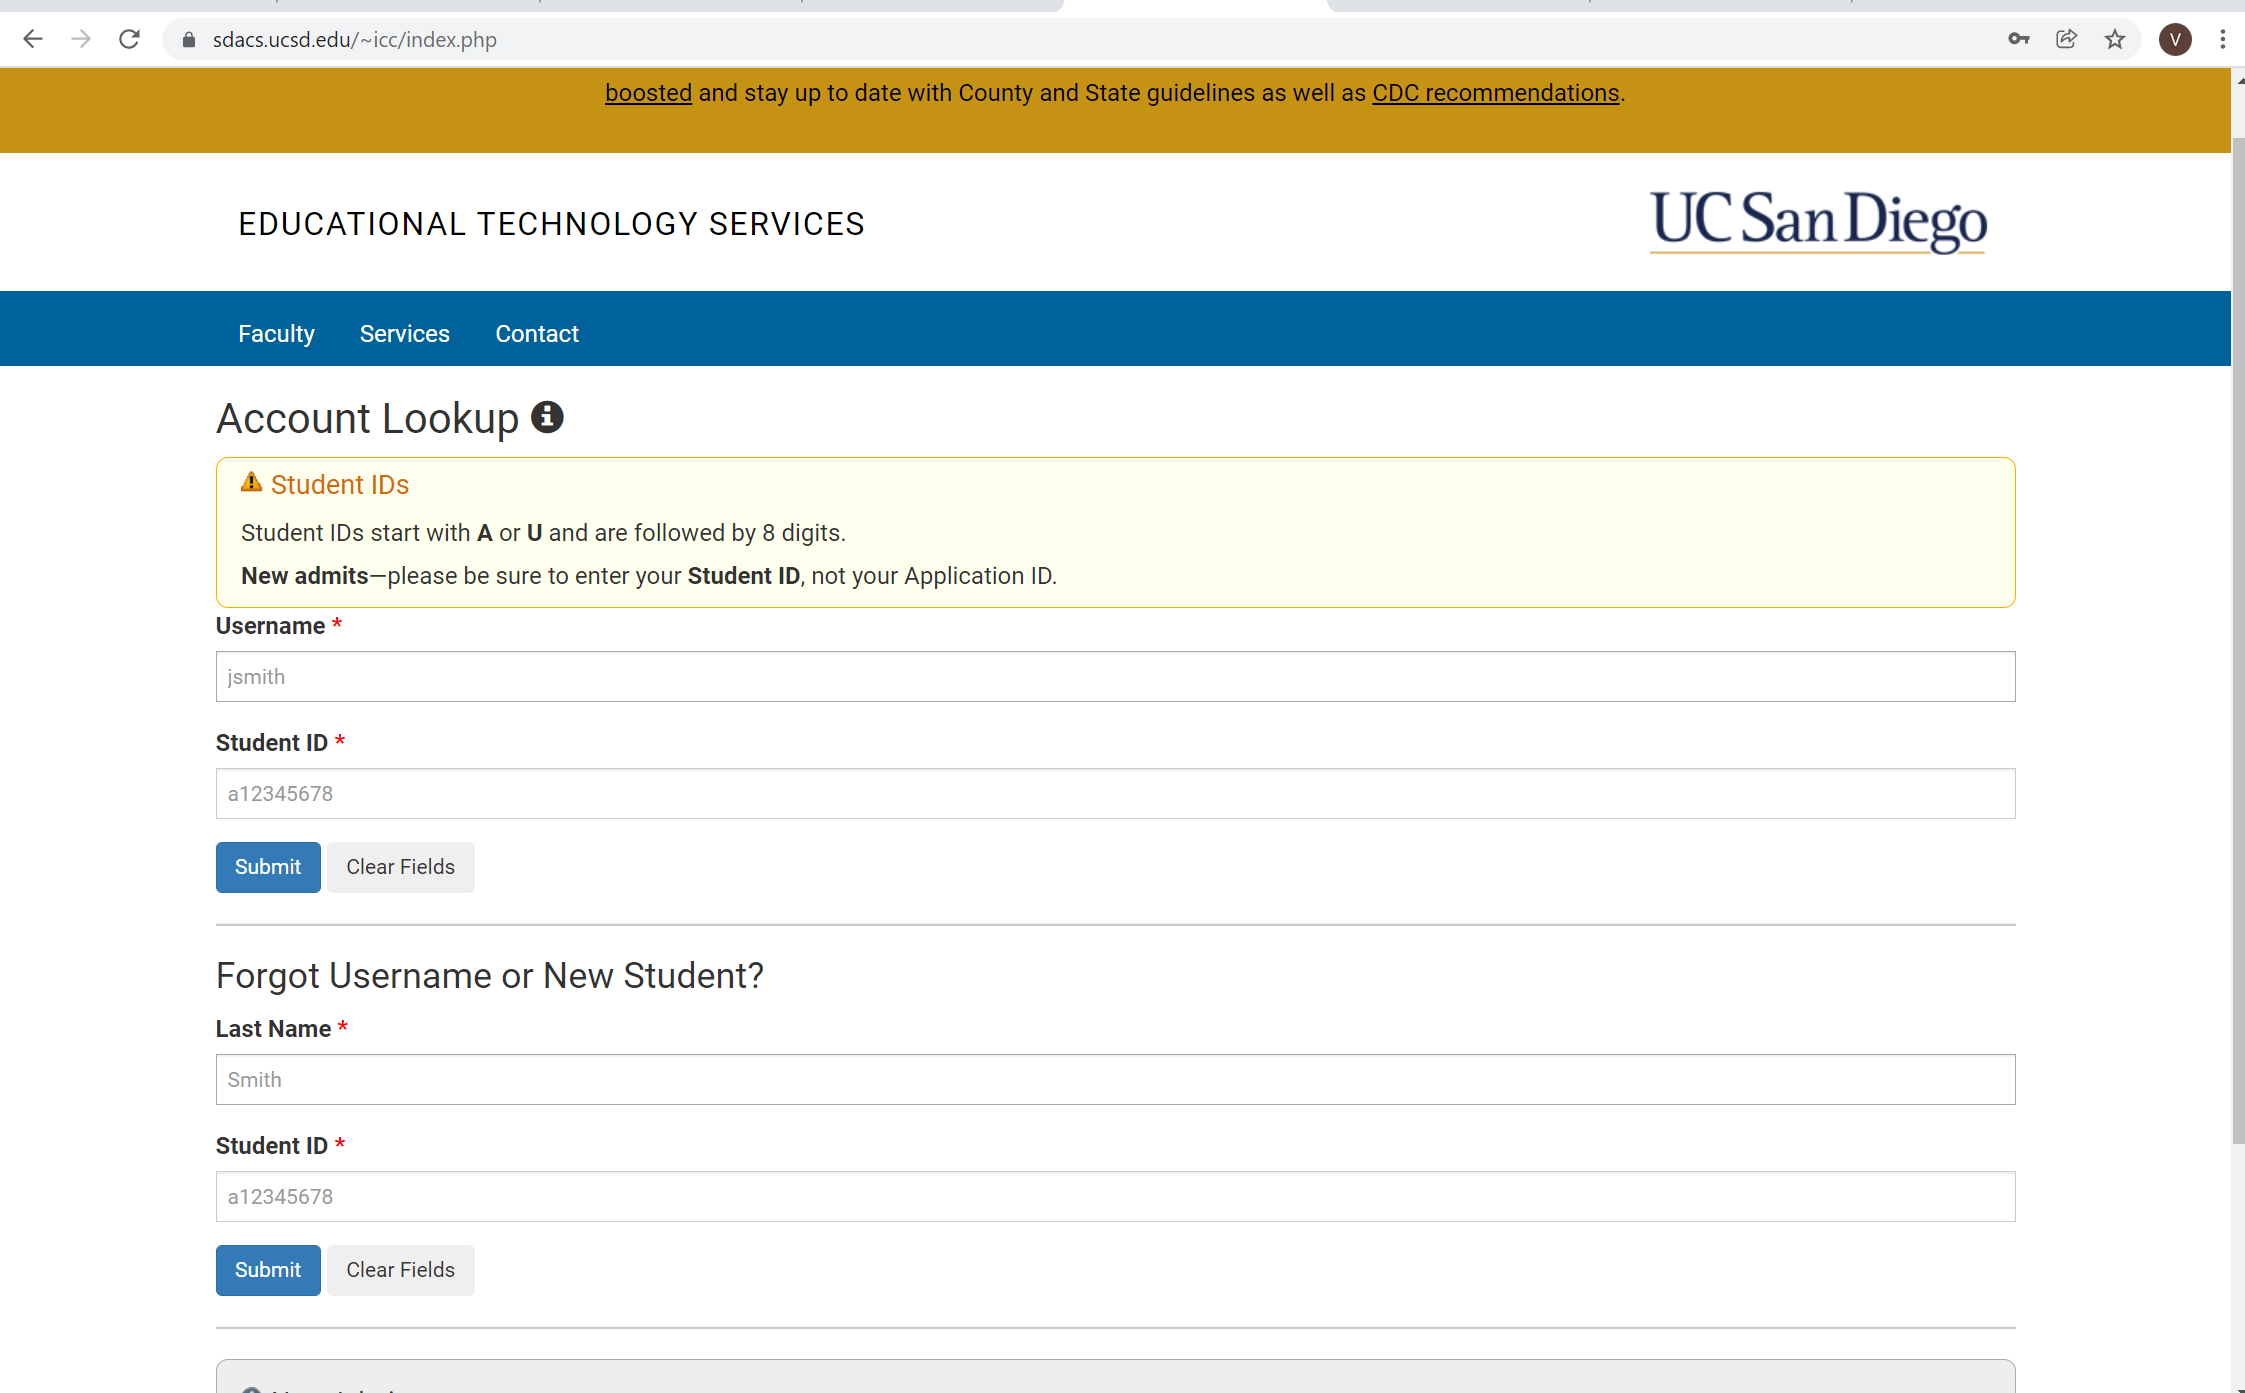 sdacs.ucsd.edu/~icc/index.php
V
boosted and stay up to date with County and State guidelines as well as CDC recommendations.
EDUCATIONAL TECHNOLOGY SERVICES
UC San Diego
Faculty Services Contact
Account Lookup
Student IDs
Student IDs start with A or U and are followed by 8 digits.
New admits—please be sure to enter your Student ID, not your Application ID.
Username *
jsmith
Student ID *
a12345678
Submit Clear Fields
Forgot Username or New Student?
Last Name *
Smith
Student ID *
a12345678
Submit Clear Fields